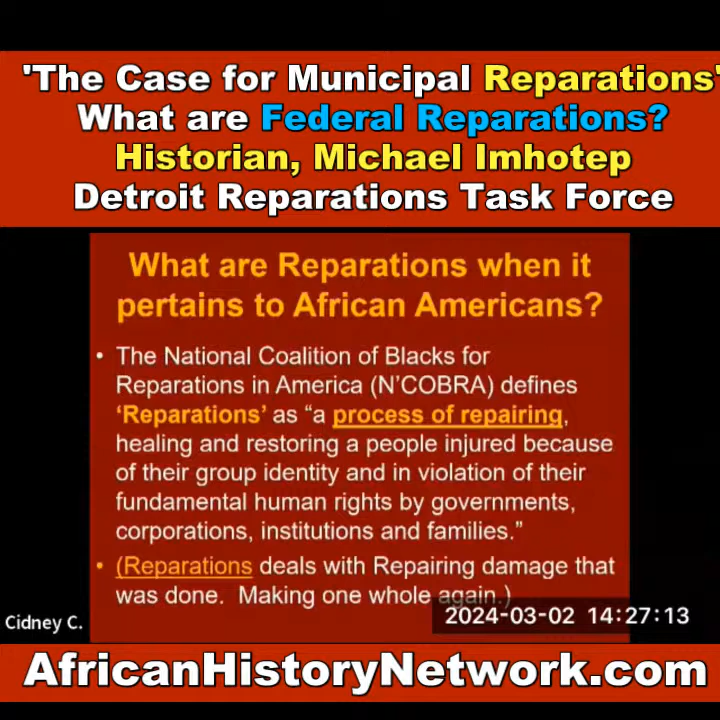 'The Case for Municipal Reparations'
What are Federal Reparations?
Historian, Michael Imhotep
Detroit Reparations Task Force
What are Reparations when it
pertains to African Americans?
• The National Coalition of Blacks for
Reparations in America (N'COBRA) defines
'Reparations' as "a process of repairing,
healing and restoring a people injured because
of their group identity and in violation of their
fundamental human rights by governments,
corporations, institutions and families."
• (Reparations deals with Repairing damage that
was done. Making one whole again.)
Cidney C.
2024-03-02 14:27:13
AfricanHistoryNetwork.com